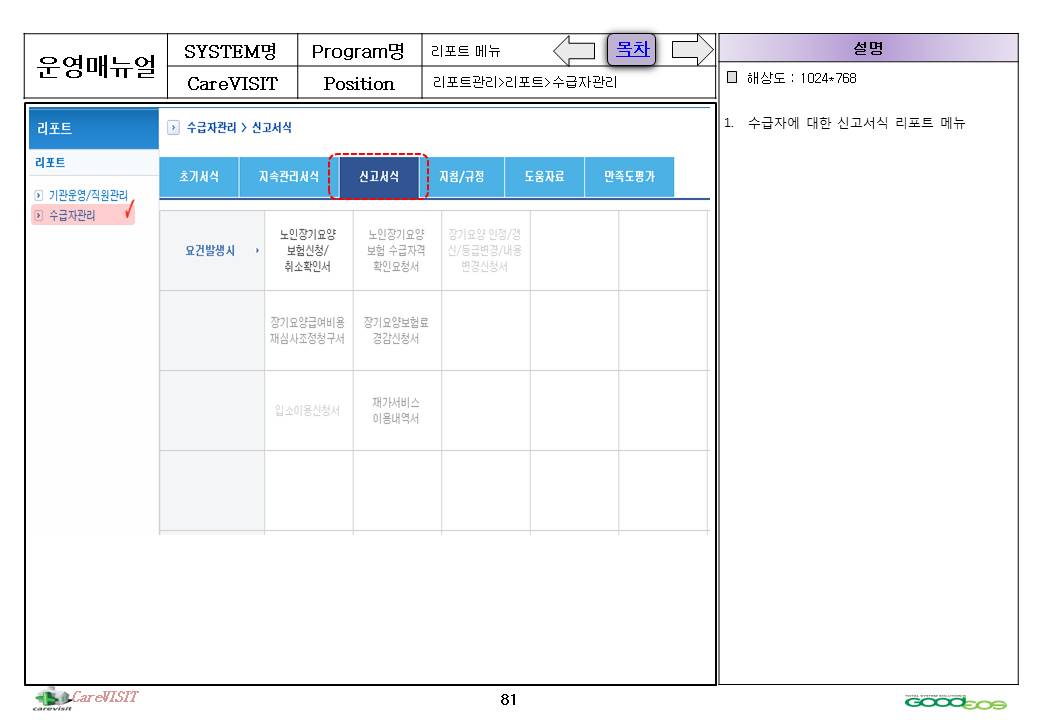 운영매뉴얼
SYSTEM명
Program명
리포트 메뉴
목차
설명
CareVISIT
Position
리포트관리>리포트>수급자관리
해상도 : 1024*768
1. 수급자에 대한 신고서식 리포트 메뉴
리포트
리포트
기관운영/직원관리
수급자관리
수급자관리 > 신고서식
초기서식
지속관리서식
신고서식
지침/규정
도움자료
만족도평가
요건발생시
노인장기요양
보험신청/
취소확인서
노인장기요양
보험 수급자격
확인요청서
장기요양 인정/갱
신/등급변경/내용
변경신청서
장기요양급여비용
재심사조정청구서
장기요양보험료
경감신청서
입소이용신청서
재가서비스
이용내역서
CareVISIT
carevisit
81
TOTAL SYSTEM SOLUTIONS
GOODEOS